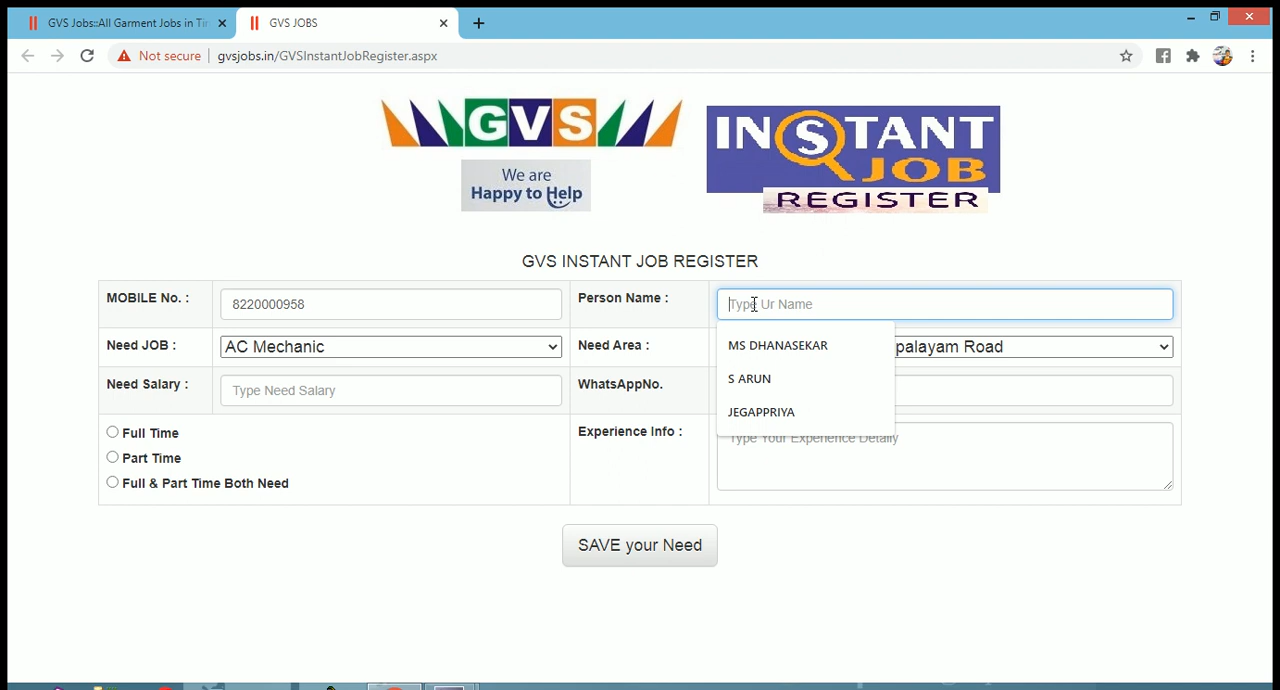 GVS Jobs::All Garment Jobs in Tir
GVS JOBS
Not secure
gvsjobs.in/GVSInstantJobRegister.aspx
GVS
We are
Happy to Help
INSTANT
JOB
REGISTER
GVS INSTANT JOB REGISTER
MOBILE No. :
8220000958
Person Name :
Type Ur Name
Need JOB :
AC Mechanic
Need Area :
palayam Road
MS DHANASEKAR
S ARUN
JEGAPPRIYA
Need Salary :
Type Need Salary
WhatsAppNo.
Full Time
Part Time
Full & Part Time Both Need
Experience Info :
Type Your Experience Detaily
SAVE your Need